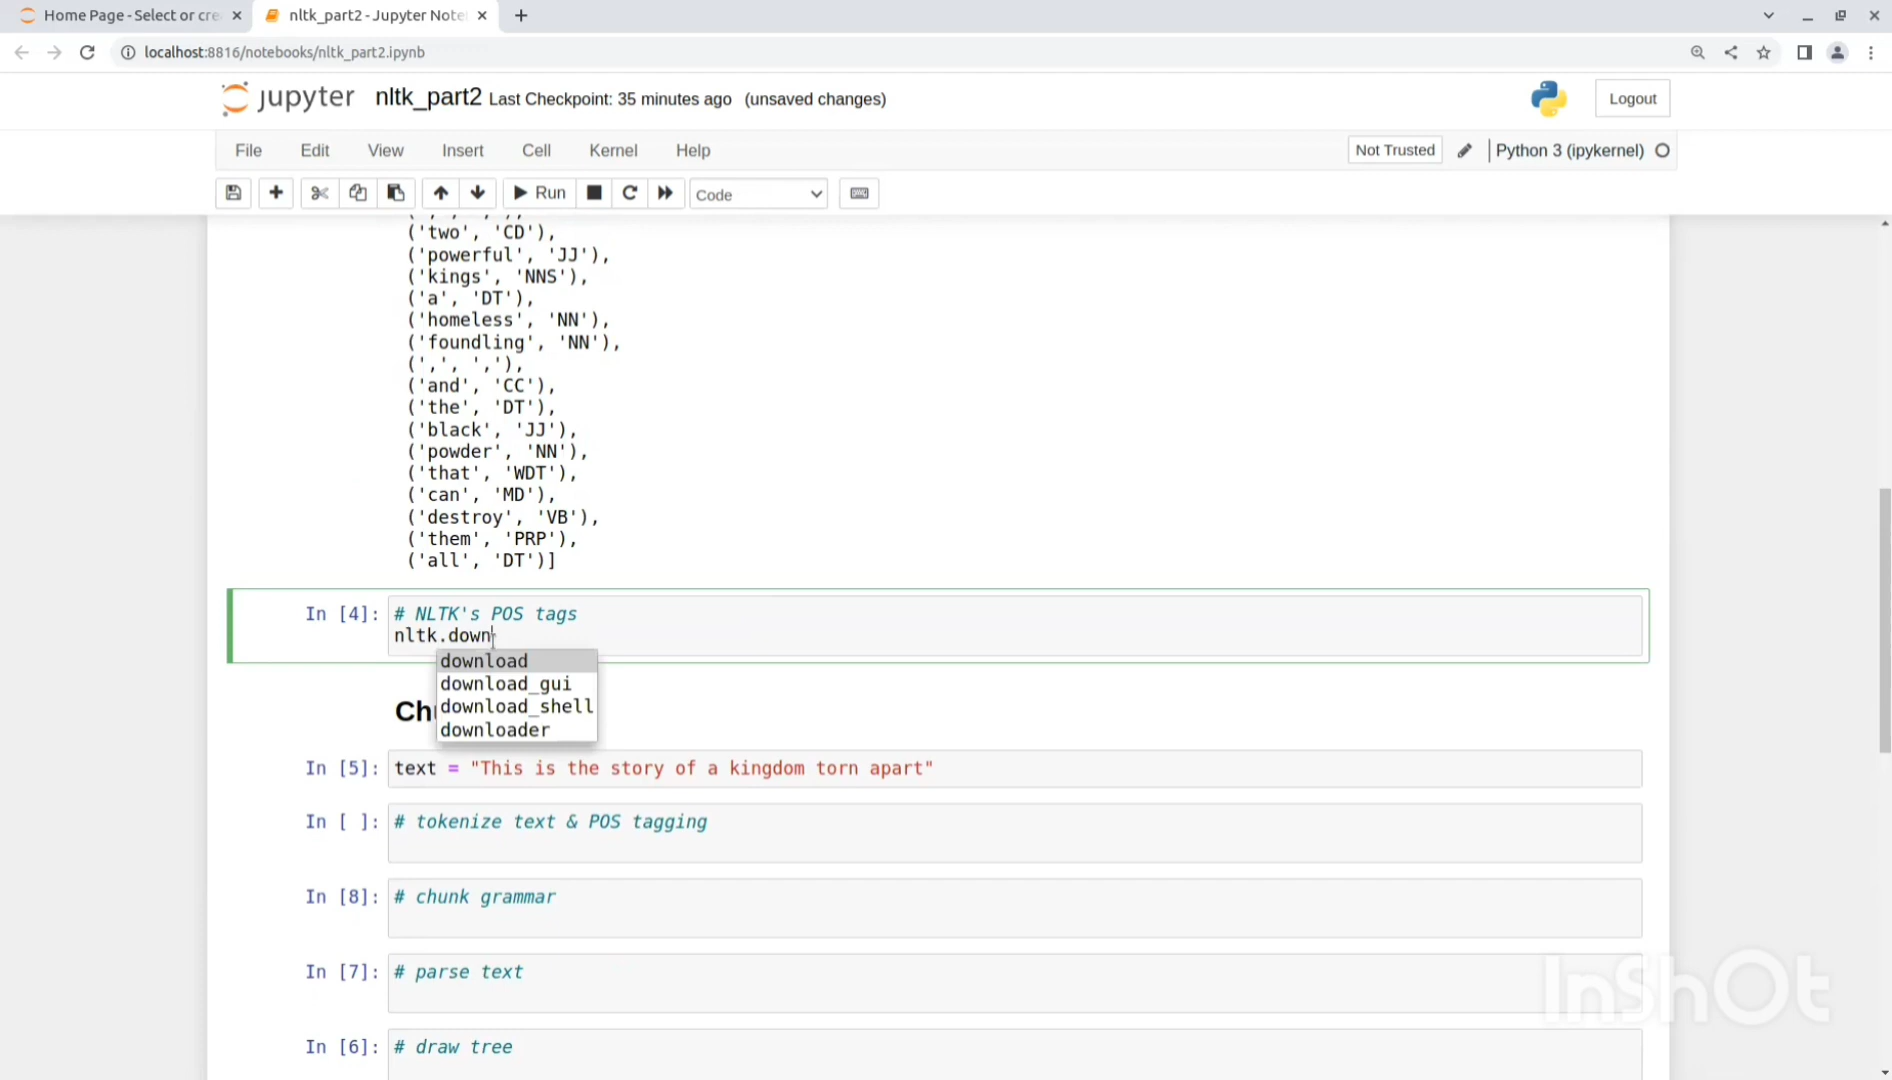 Home Page - Select or cre
nltk_part2 - Jupyter Note
localhost:8816/notebooks/nltk_part2.ipynb
jupyter nltk_part2 Last Checkpoint: 35 minutes ago (unsaved changes)
Logout
File Edit View Insert Cell Kernel Help
Not Trusted Python 3 (ipykernel)
Run Code
('two', 'CD'),
('powerful', 'JJ'),
('kings', 'NNS'),
('a', 'DT'),
('homeless', 'NN'),
('foundling', 'NN'),
(',', ','),
('and', 'CC'),
('the', 'DT'),
('black', 'JJ'),
('powder', 'NN'),
('that', 'WDT'),
('can', 'MD'),
('destroy', 'VB'),
('them', 'PRP'),
('all', 'DT')]
In [4]: # NLTK's POS tags
nltk.down
download
download_gui
download_shell
downloader
Ch
In [5]: text = "This is the story of a kingdom torn apart"
In [ ]: # tokenize text & POS tagging
In [8]: # chunk grammar
In [7]: # parse text
In [6]: # draw tree
InShOt